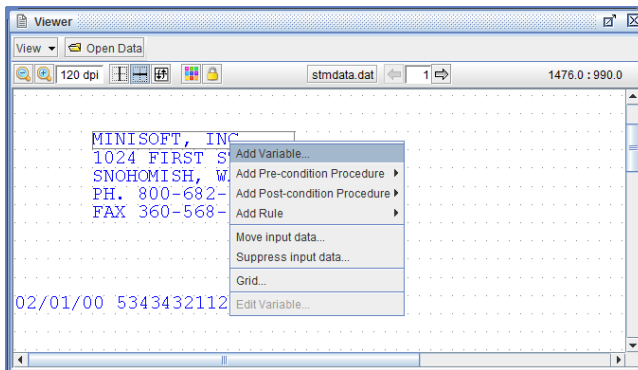 Viewer
View Open Data
120 dpi stmdata.dat 1 1476.0 : 990.0
MINISOFT, INC
1024 FIRST
SNOHOMISH,
PH. 800-682-
FAX 360-568-
02/01/00 5343432112
Add Variable...
Add Pre-condition Procedure
Add Post-condition Procedure
Add Rule
Move input data...
Suppress input data...
Grid...
Edit Variable...